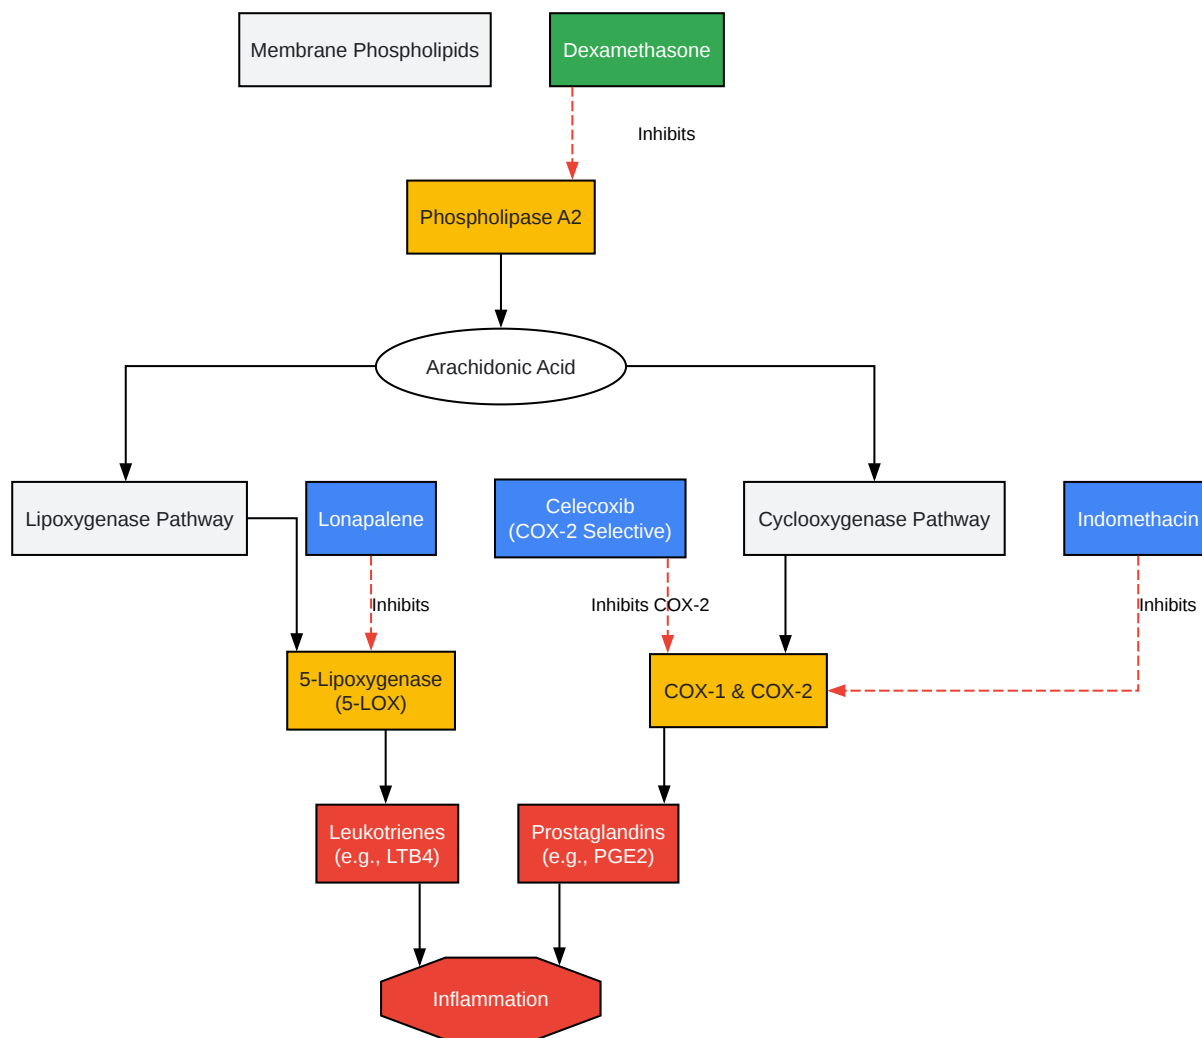 Membrane Phospholipids
Dexamethasone
Inhibits
Phospholipase A2
Arachidonic Acid
Lipoxygenase Pathway
Lonapalene
Celecoxib
(COX-2 Selective)
Cyclooxygenase Pathway
Indomethacin
Inhibits
Inhibits COX-2
Inhibits
5-Lipoxygenase
(5-LOX)
COX-1 & COX-2
Leukotrienes
(e.g., LTB4)
Prostaglandins
(e.g., PGE2)
Inflammation